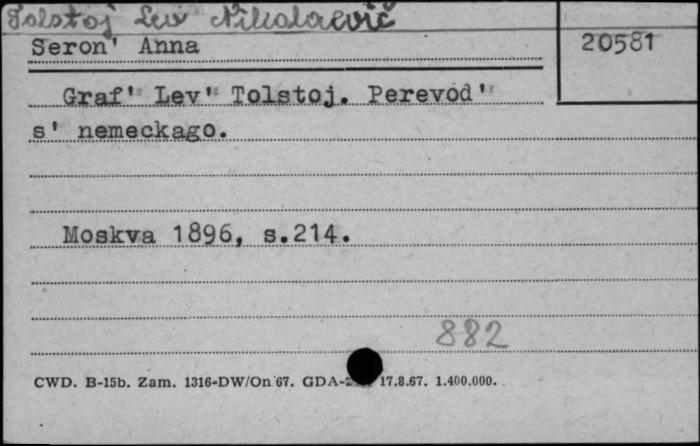 Tolstoj Lev Nikolaevič
Seron' Anna
20581
Graf' Lev' Tolstoj. Perevod'
s' nemeckago.
Moskva 1896, s.214.
882
CWD. B-15b. Zam. 1316-DW/On 67. GDA- 17.8.67. 1.400.000.